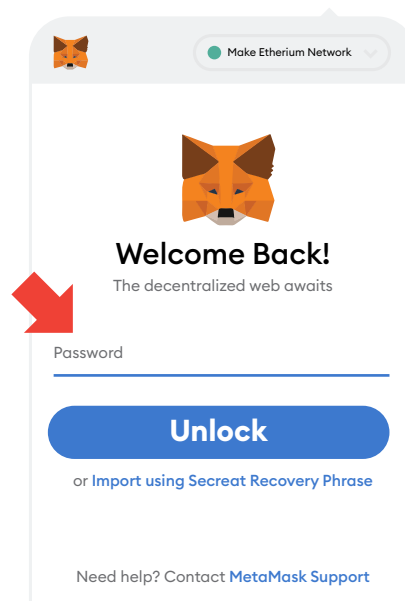 Make Etherium Network
Welcome Back!
The decentralized web awaits
Password
Unlock
or Import using Secreat Recovery Phrase
Need help? Contact MetaMask Support